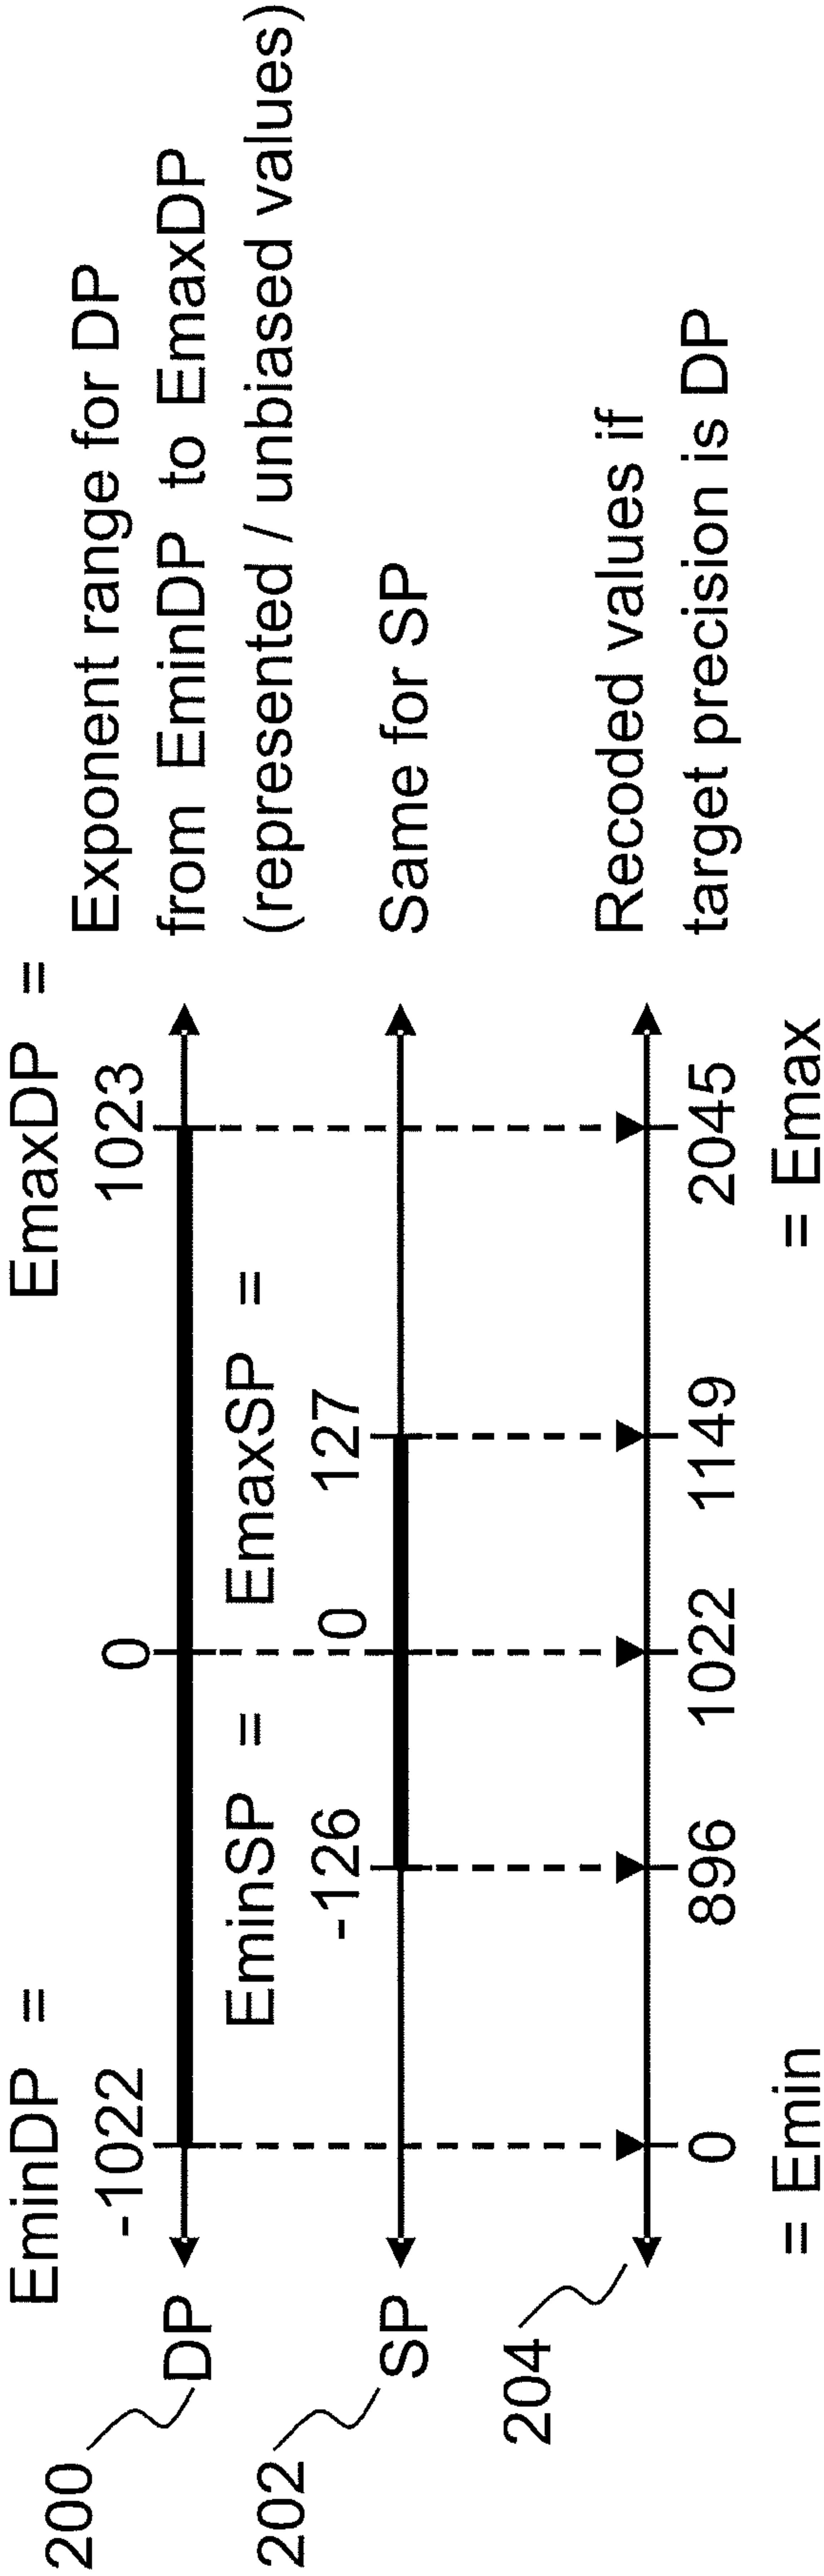 EminDP =
-1022
EmaxDP =
1023
0
200
DP
Exponent range for DP
from EminDP to EmaxDP
(represented / unbiased values)
EminSP =
-126
EmaxSP =
127
0
202
SP
Same for SP
204
Recoded values if
target precision is DP
0
896
1022
1149
2045
= Emin
= Emax